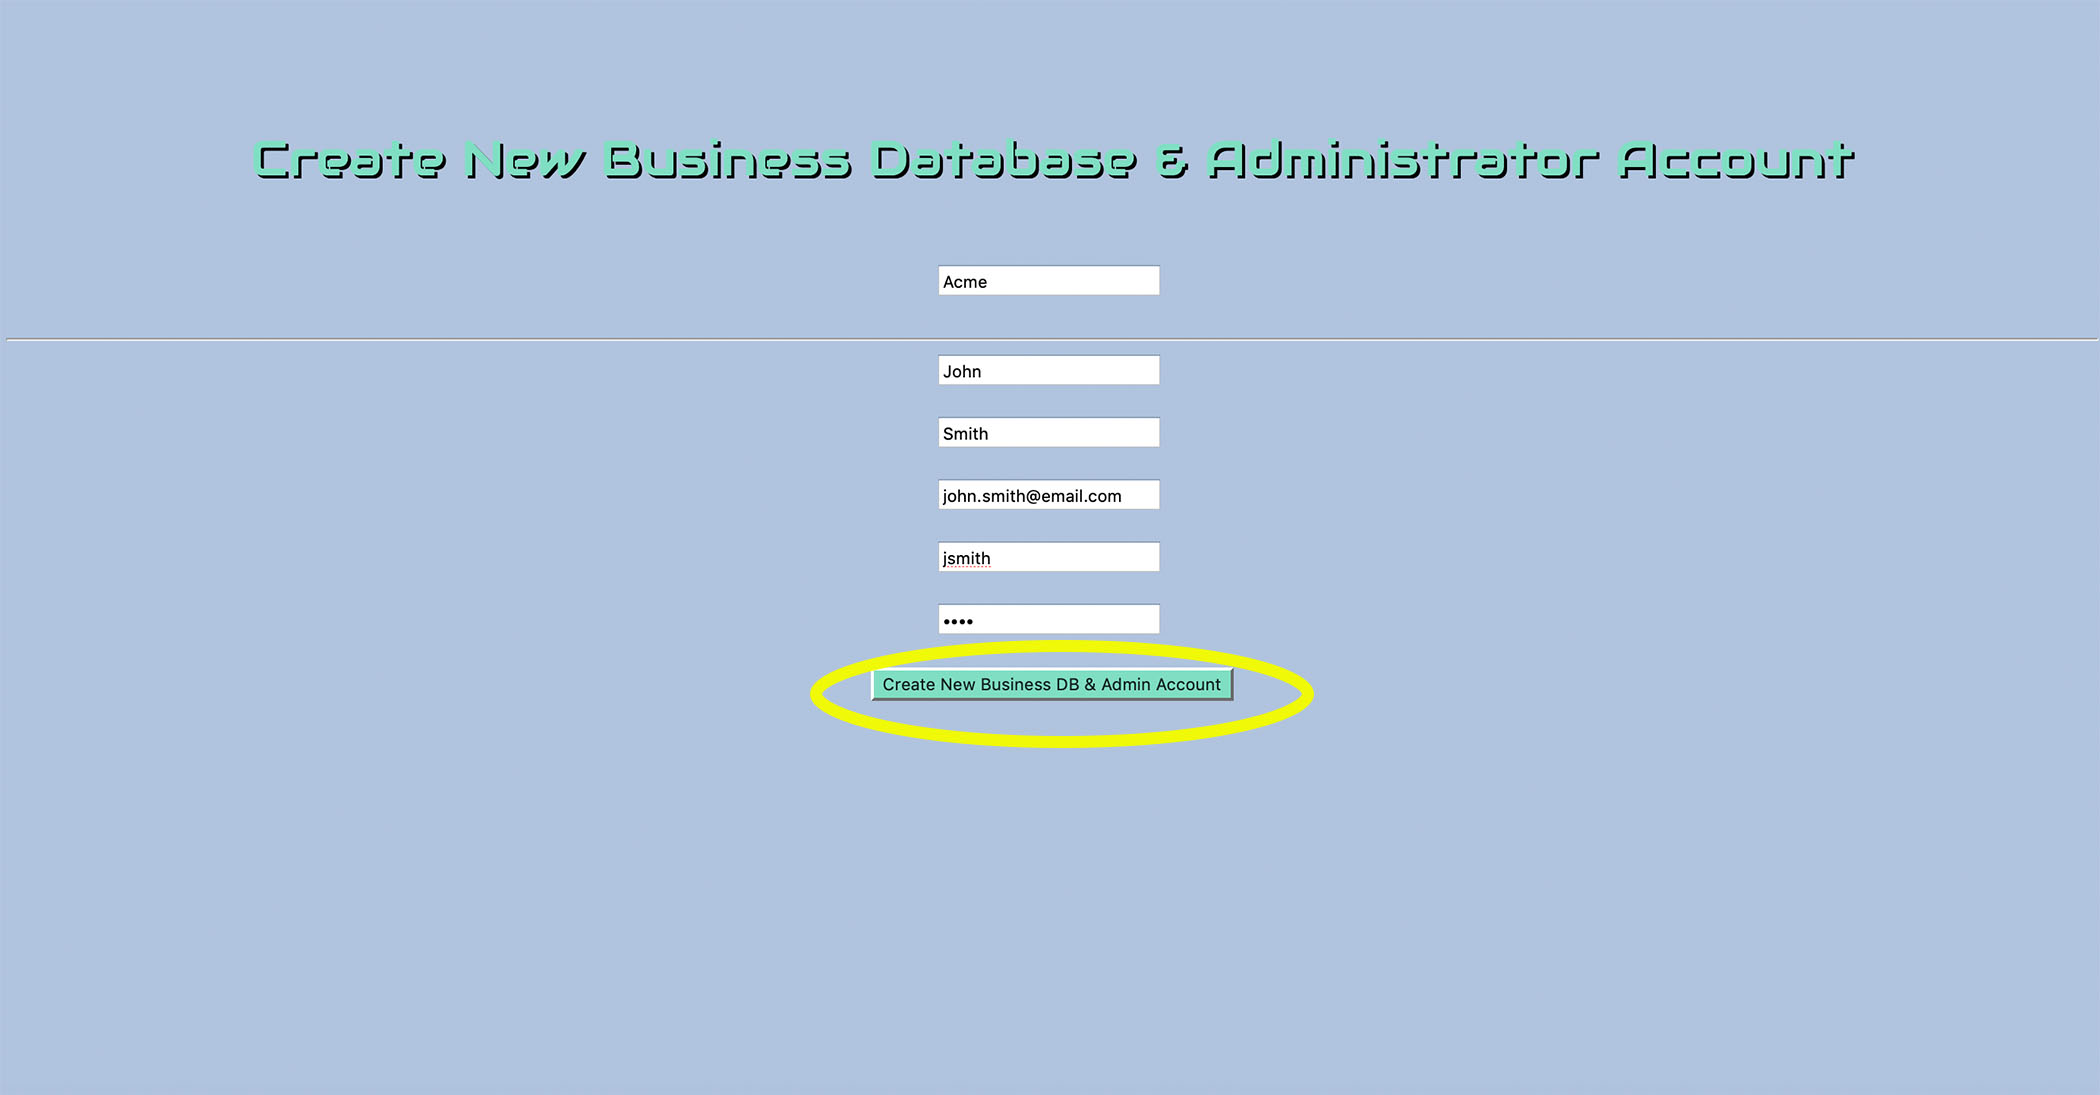 Create New Business Database & Administrator Account
Acme
John
Smith
john.smith@email.com
jsmith
••••
Create New Business DB & Admin Account